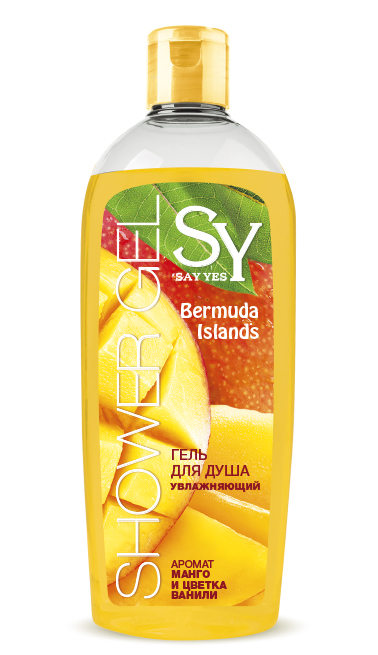 SHOWER GEL
SY
SAY YES
Bermuda
Islands
ГЕЛЬ
ДЛЯ ДУША
УВЛАЖНЯЮЩИЙ
АРОМАТ
МАНГО
И ЦВЕТКА
ВАНИЛИ